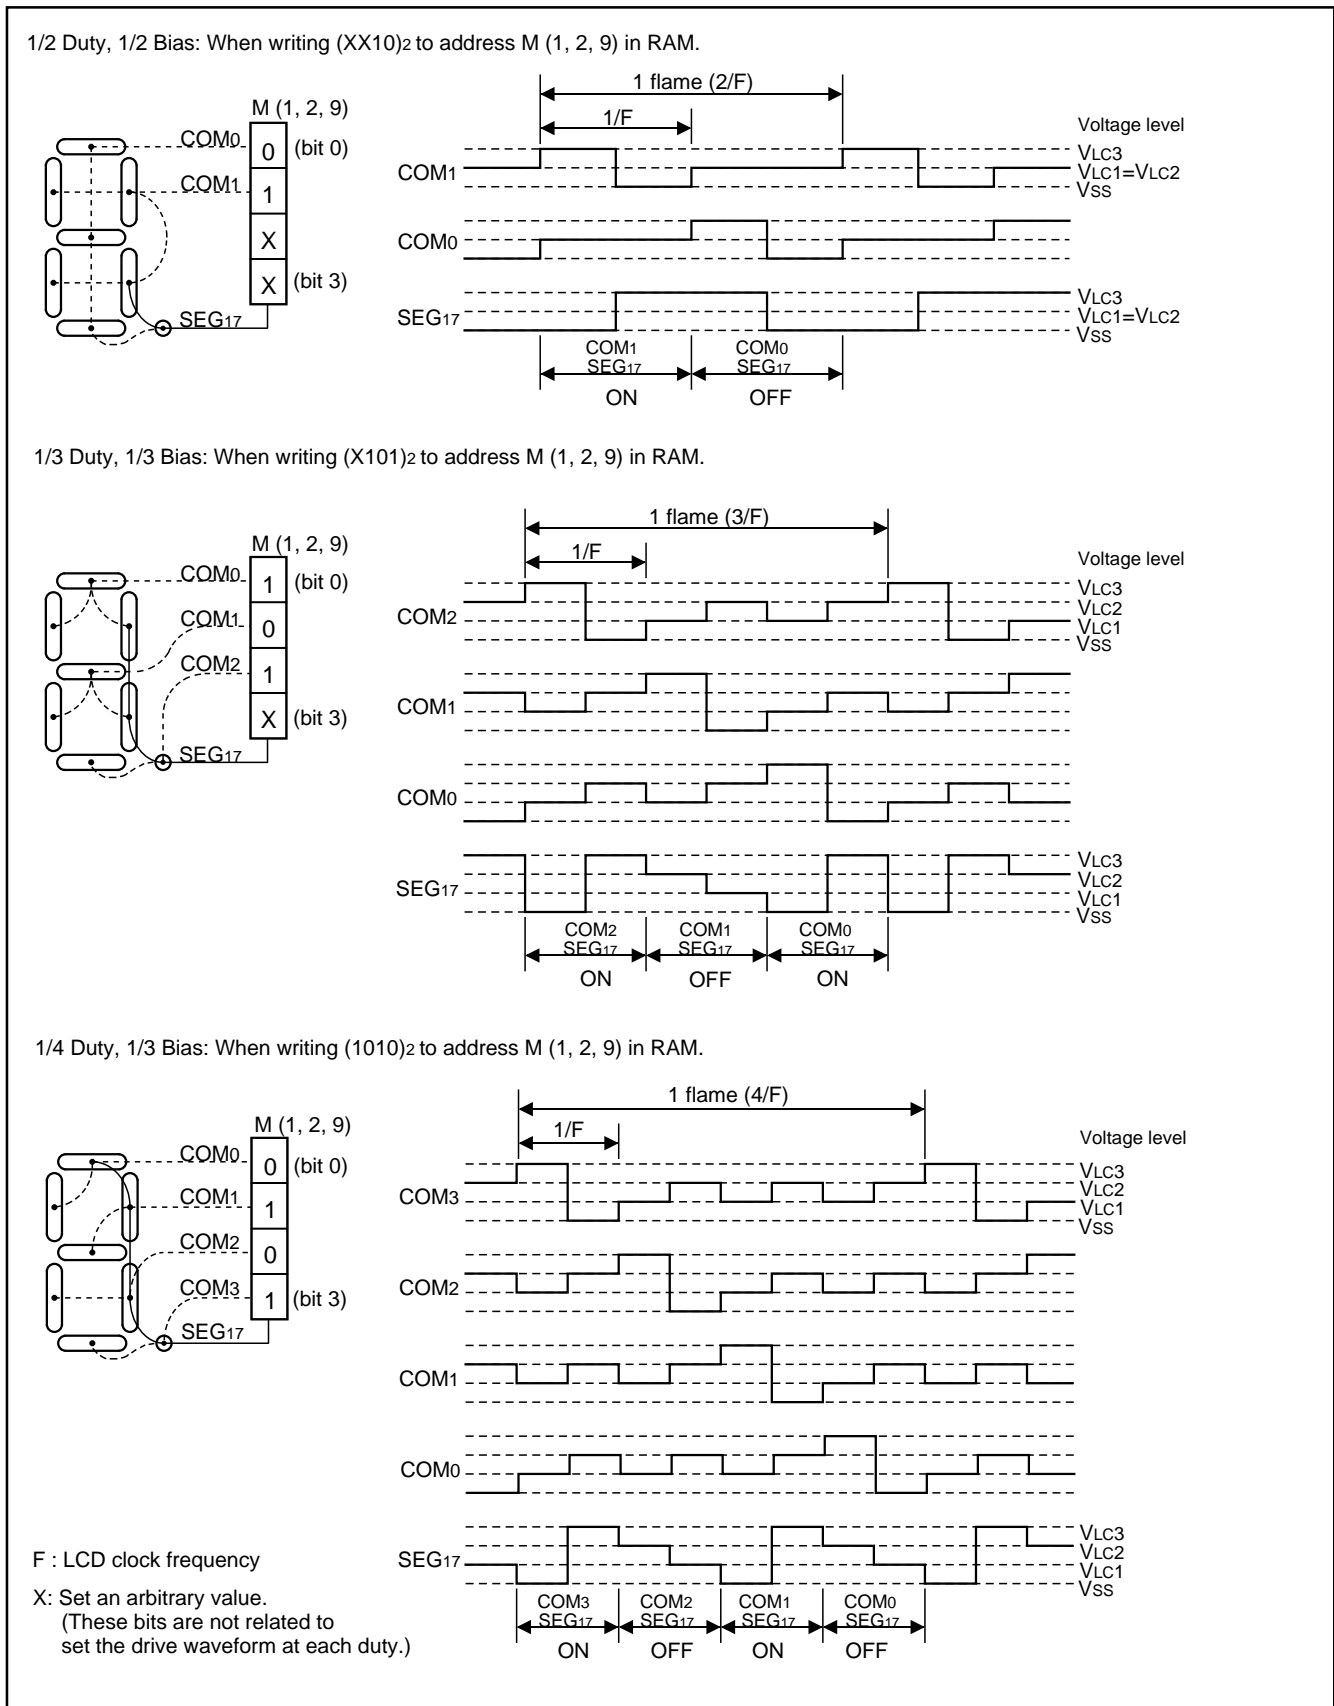 1/2 Duty, 1/2 Bias: When writing (XX10)2 to address M (1, 2, 9) in RAM.
1 flame (2/F)
1/F
M (1, 2, 9)
COM0
0
(bit 0)
COM1
1
X
X
(bit 3)
SEG17
Voltage level
COM1
VLC3
VLC1=VLC2
VSS
COM0
SEG17
VLC3
VLC1=VLC2
VSS
COM1
SEG17
ON
COM0
SEG17
OFF
1/3 Duty, 1/3 Bias: When writing (X101)2 to address M (1, 2, 9) in RAM.
1 flame (3/F)
1/F
M (1, 2, 9)
COM0
1
(bit 0)
COM1
0
COM2
1
X
(bit 3)
SEG17
Voltage level
COM2
VLC3
VLC2
VLC1
VSS
COM1
COM0
SEG17
VLC3
VLC2
VLC1
VSS
COM2
SEG17
ON
COM1
SEG17
OFF
COM0
SEG17
ON
1/4 Duty, 1/3 Bias: When writing (1010)2 to address M (1, 2, 9) in RAM.
1 flame (4/F)
1/F
M (1, 2, 9)
COM0
0
(bit 0)
COM1
1
COM2
0
COM3
1
(bit 3)
SEG17
Voltage level
COM3
VLC3
VLC2
VLC1
VSS
COM2
COM1
COM0
SEG17
VLC3
VLC2
VLC1
VSS
COM3
SEG17
ON
COM2
SEG17
OFF
COM1
SEG17
ON
COM0
SEG17
OFF
F : LCD clock frequency
X: Set an arbitrary value.
(These bits are not related to
set the drive waveform at each duty.)